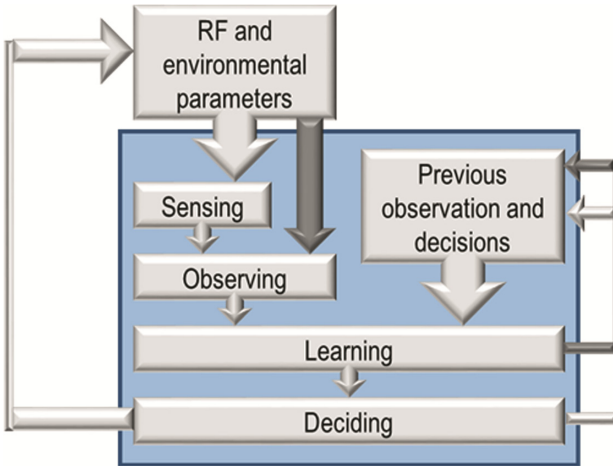 RF and
environmental
parameters
Sensing
Observing
Previous
observation and
decisions
Learning
Deciding